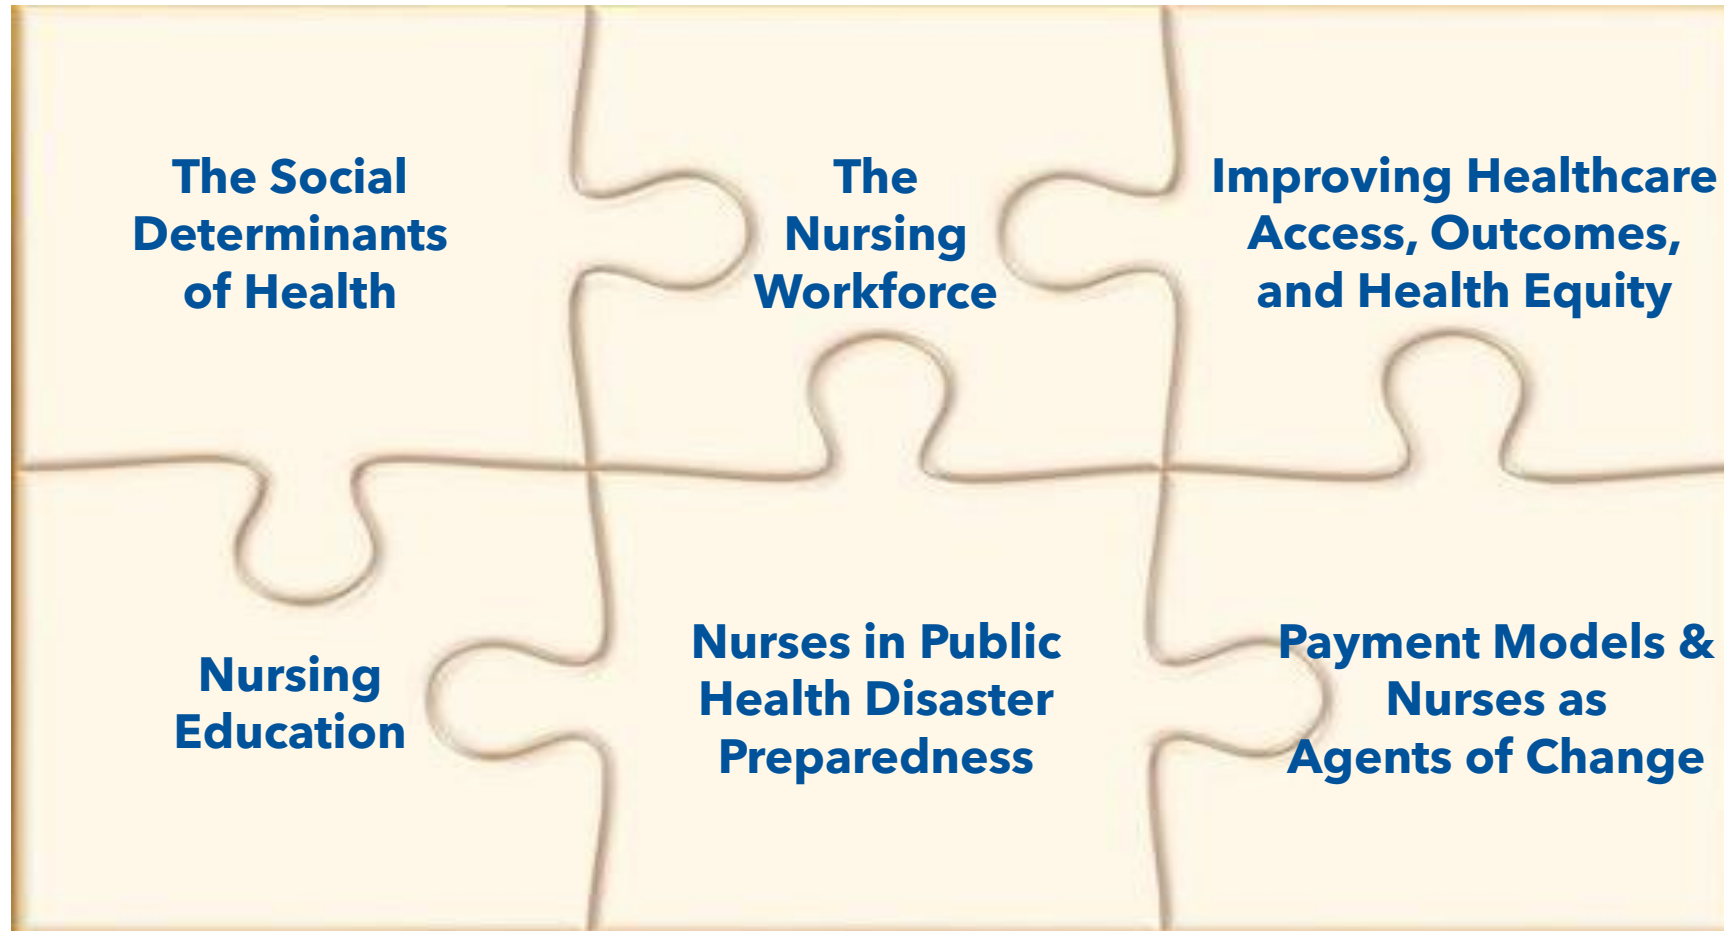 The Social
Determinants
of Health
The
Nursing
Workforce
Improving Healthcare
Access, Outcomes,
and Health Equity
Nursing
Education
Nurses in Public
Health Disaster
Preparedness
Payment Models &
Nurses as
Agents of Change